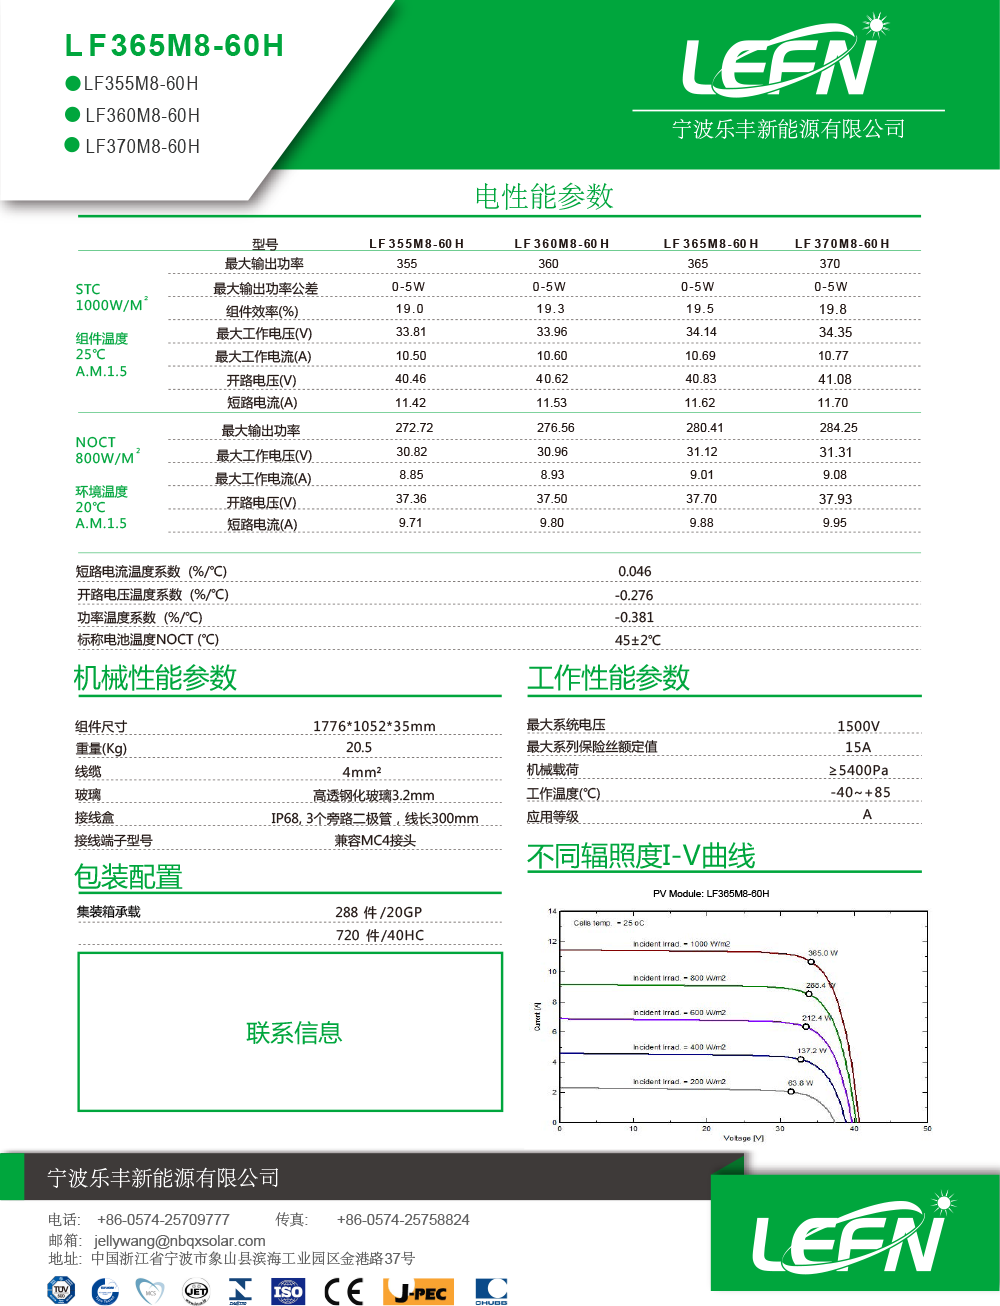 LF365M8-60H
LF355M8-60H
LF360M8-60H
LF370M8-60H
LEFN
宁波乐丰新能源有限公司
电性能参数
型号 LF355M8-60H LF360M8-60H LF365M8-60H LF370M8-60H
最大输出功率 355 360 365 370
STC 最大输出功率公差 0-5W 0-5W 0-5W 0-5W
1000W/M² 组件效率(%) 19.0 19.3 19.5 19.8
组件温度 最大工作电压(V) 33.81 33.96 34.14 34.35
25℃ 最大工作电流(A) 10.50 10.60 10.69 10.77
A.M.1.5 开路电压(V) 40.46 40.62 40.83 41.08
短路电流(A) 11.42 11.53 11.62 11.70
最大输出功率 272.72 276.56 280.41 284.25
NOCT
800W/M² 最大工作电压(V) 30.82 30.96 31.12 31.31
最大工作电流(A) 8.85 8.93 9.01 9.08
环境温度
20℃ 开路电压(V) 37.36 37.50 37.70 37.93
A.M.1.5 短路电流(A) 9.71 9.80 9.88 9.95
短路电流温度系数 (%/℃) 0.046
开路电压温度系数 (%/℃) -0.276
功率温度系数 (%/℃) -0.381
标称电池温度NOCT (℃) 45±2℃
机械性能参数
组件尺寸 1776*1052*35mm
重量(Kg) 20.5
线缆 4mm²
玻璃 高透钢化玻璃3.2mm
接线盒 IP68, 3个旁路二极管，线长300mm
接线端子型号 兼容MC4接头
包装配置
集装箱承载 288 件 /20GP
720 件/40HC
联系信息
工作性能参数
最大系统电压 1500V
最大系列保险丝额定值 15A
机械载荷 ≥5400Pa
工作温度(℃) -40~+85
应用等级 A
不同辐照度I-V曲线
PV Module: LF365M8-60H
14
Cells temp. = 25 oC
12
Incident Irrad. = 1000 W/m2
365.0 W
10
Incident Irrad. = 800 W/m2
288.4 W
8
Current [A]
Incident Irrad. = 600 W/m2
212.4 W
6
Incident Irrad. = 400 W/m2
137.2 W
4
Incident Irrad. = 200 W/m2
63.8 W
2
0
0 10 20 30 40 50
Voltage [V]
宁波乐丰新能源有限公司
电话: +86-0574-25709777 传真: +86-0574-25758824
邮箱: jellywang@nbqxsolar.com
地址: 中国浙江省宁波市象山县滨海工业园区金港路37号
LEFN
TUV MCS JET ISO CE J-PEC CHUBB